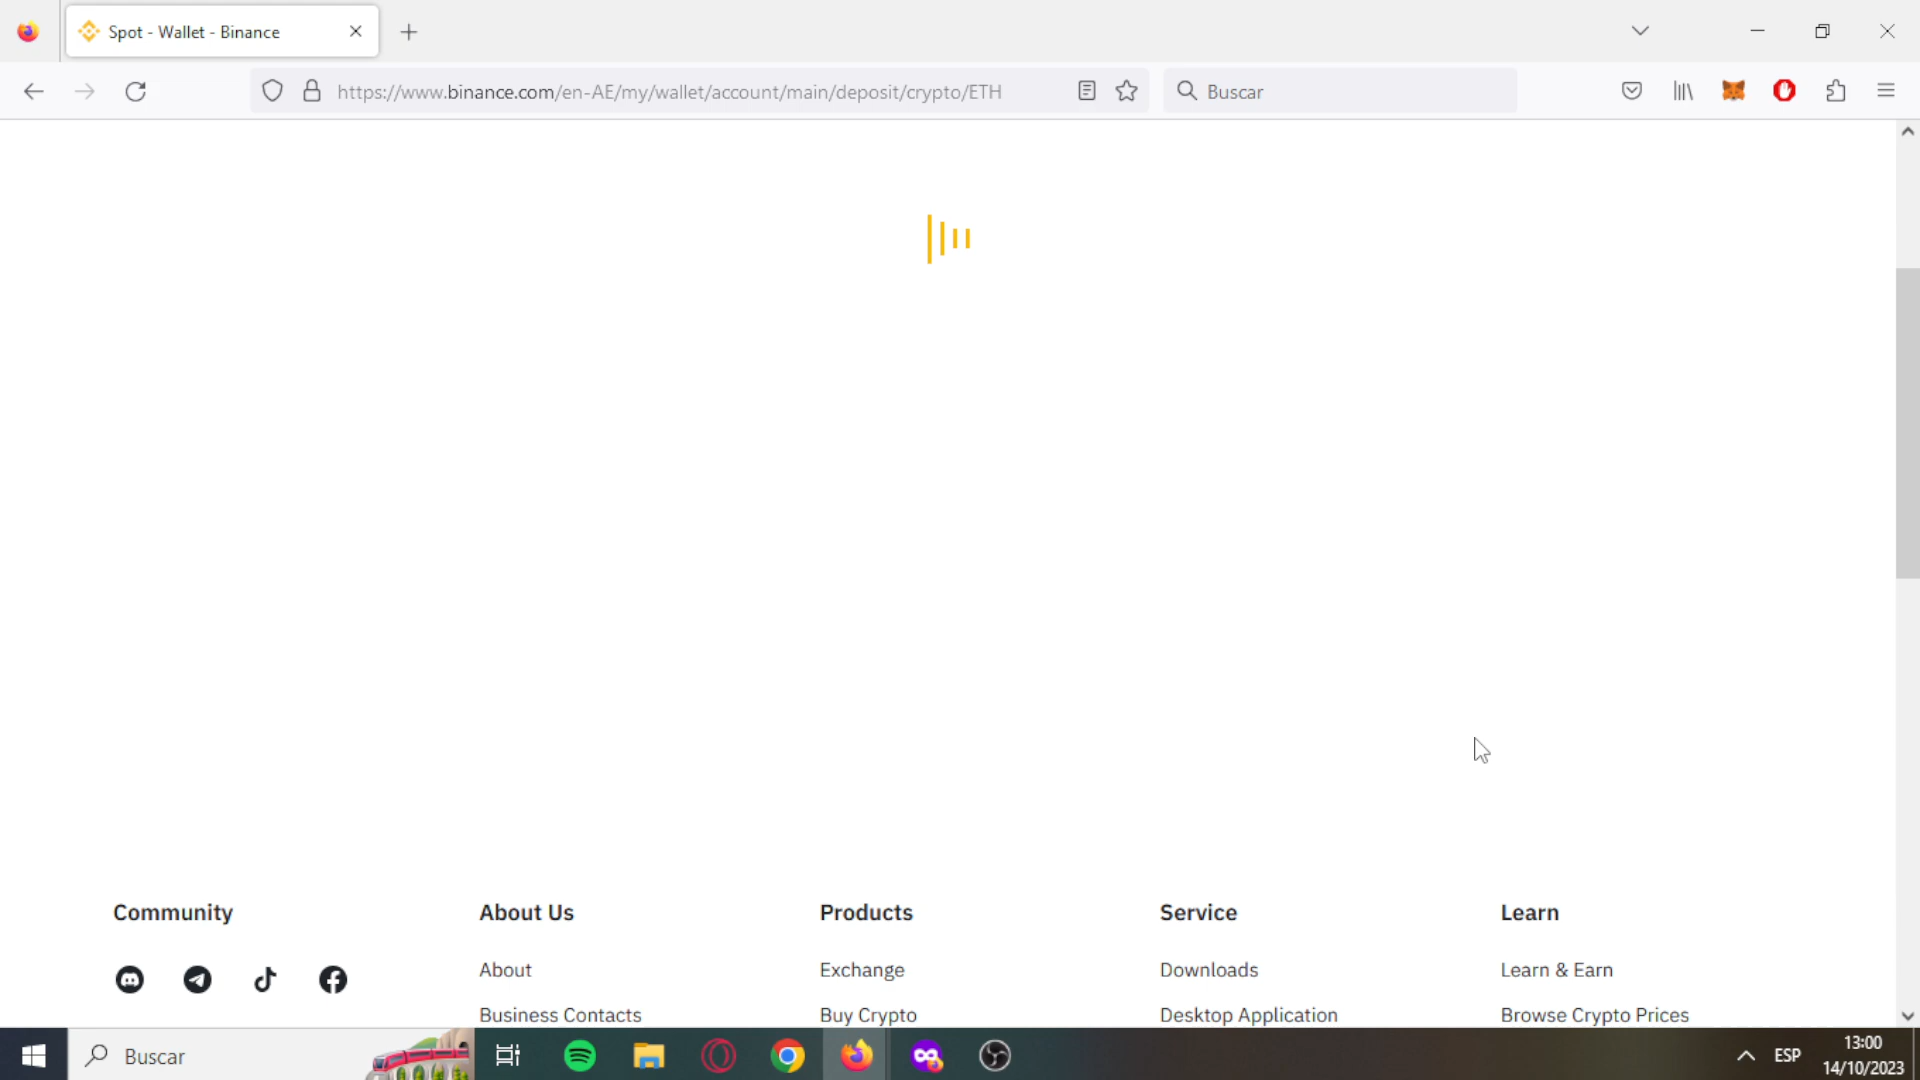 Spot - Wallet - Binance
https://www.binance.com/en-AE/my/wallet/account/main/deposit/crypto/ETH
Buscar
Community
About Us
Products
Service
Learn
About
Exchange
Downloads
Learn & Earn
Business Contacts
Buy Crypto
Desktop Application
Browse Crypto Prices
Buscar
ESP
13:00
14/10/2023